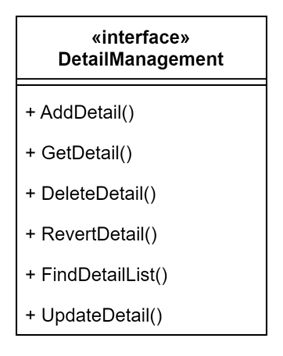 «interface»
DetailManagement
+ AddDetail()
+ GetDetail()
+ DeleteDetail()
+ RevertDetail()
+ FindDetailList()
+ UpdateDetail()